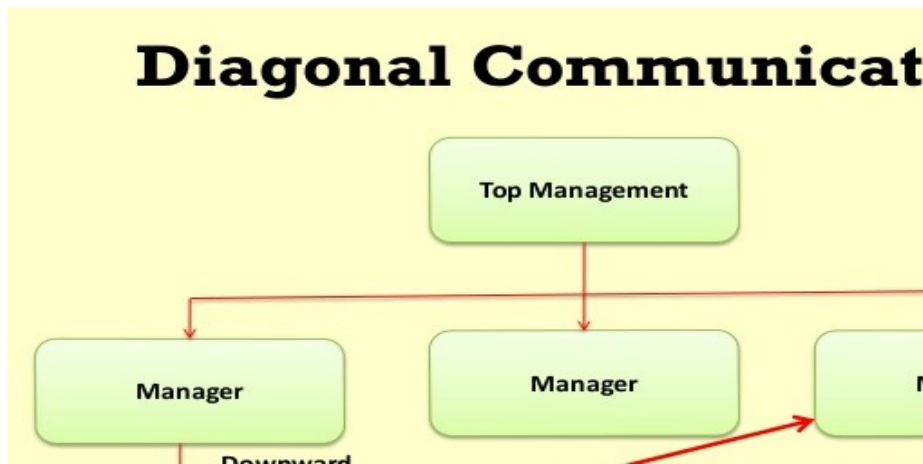 Diagonal Communicat
Top Management
Manager
Manager
Downward